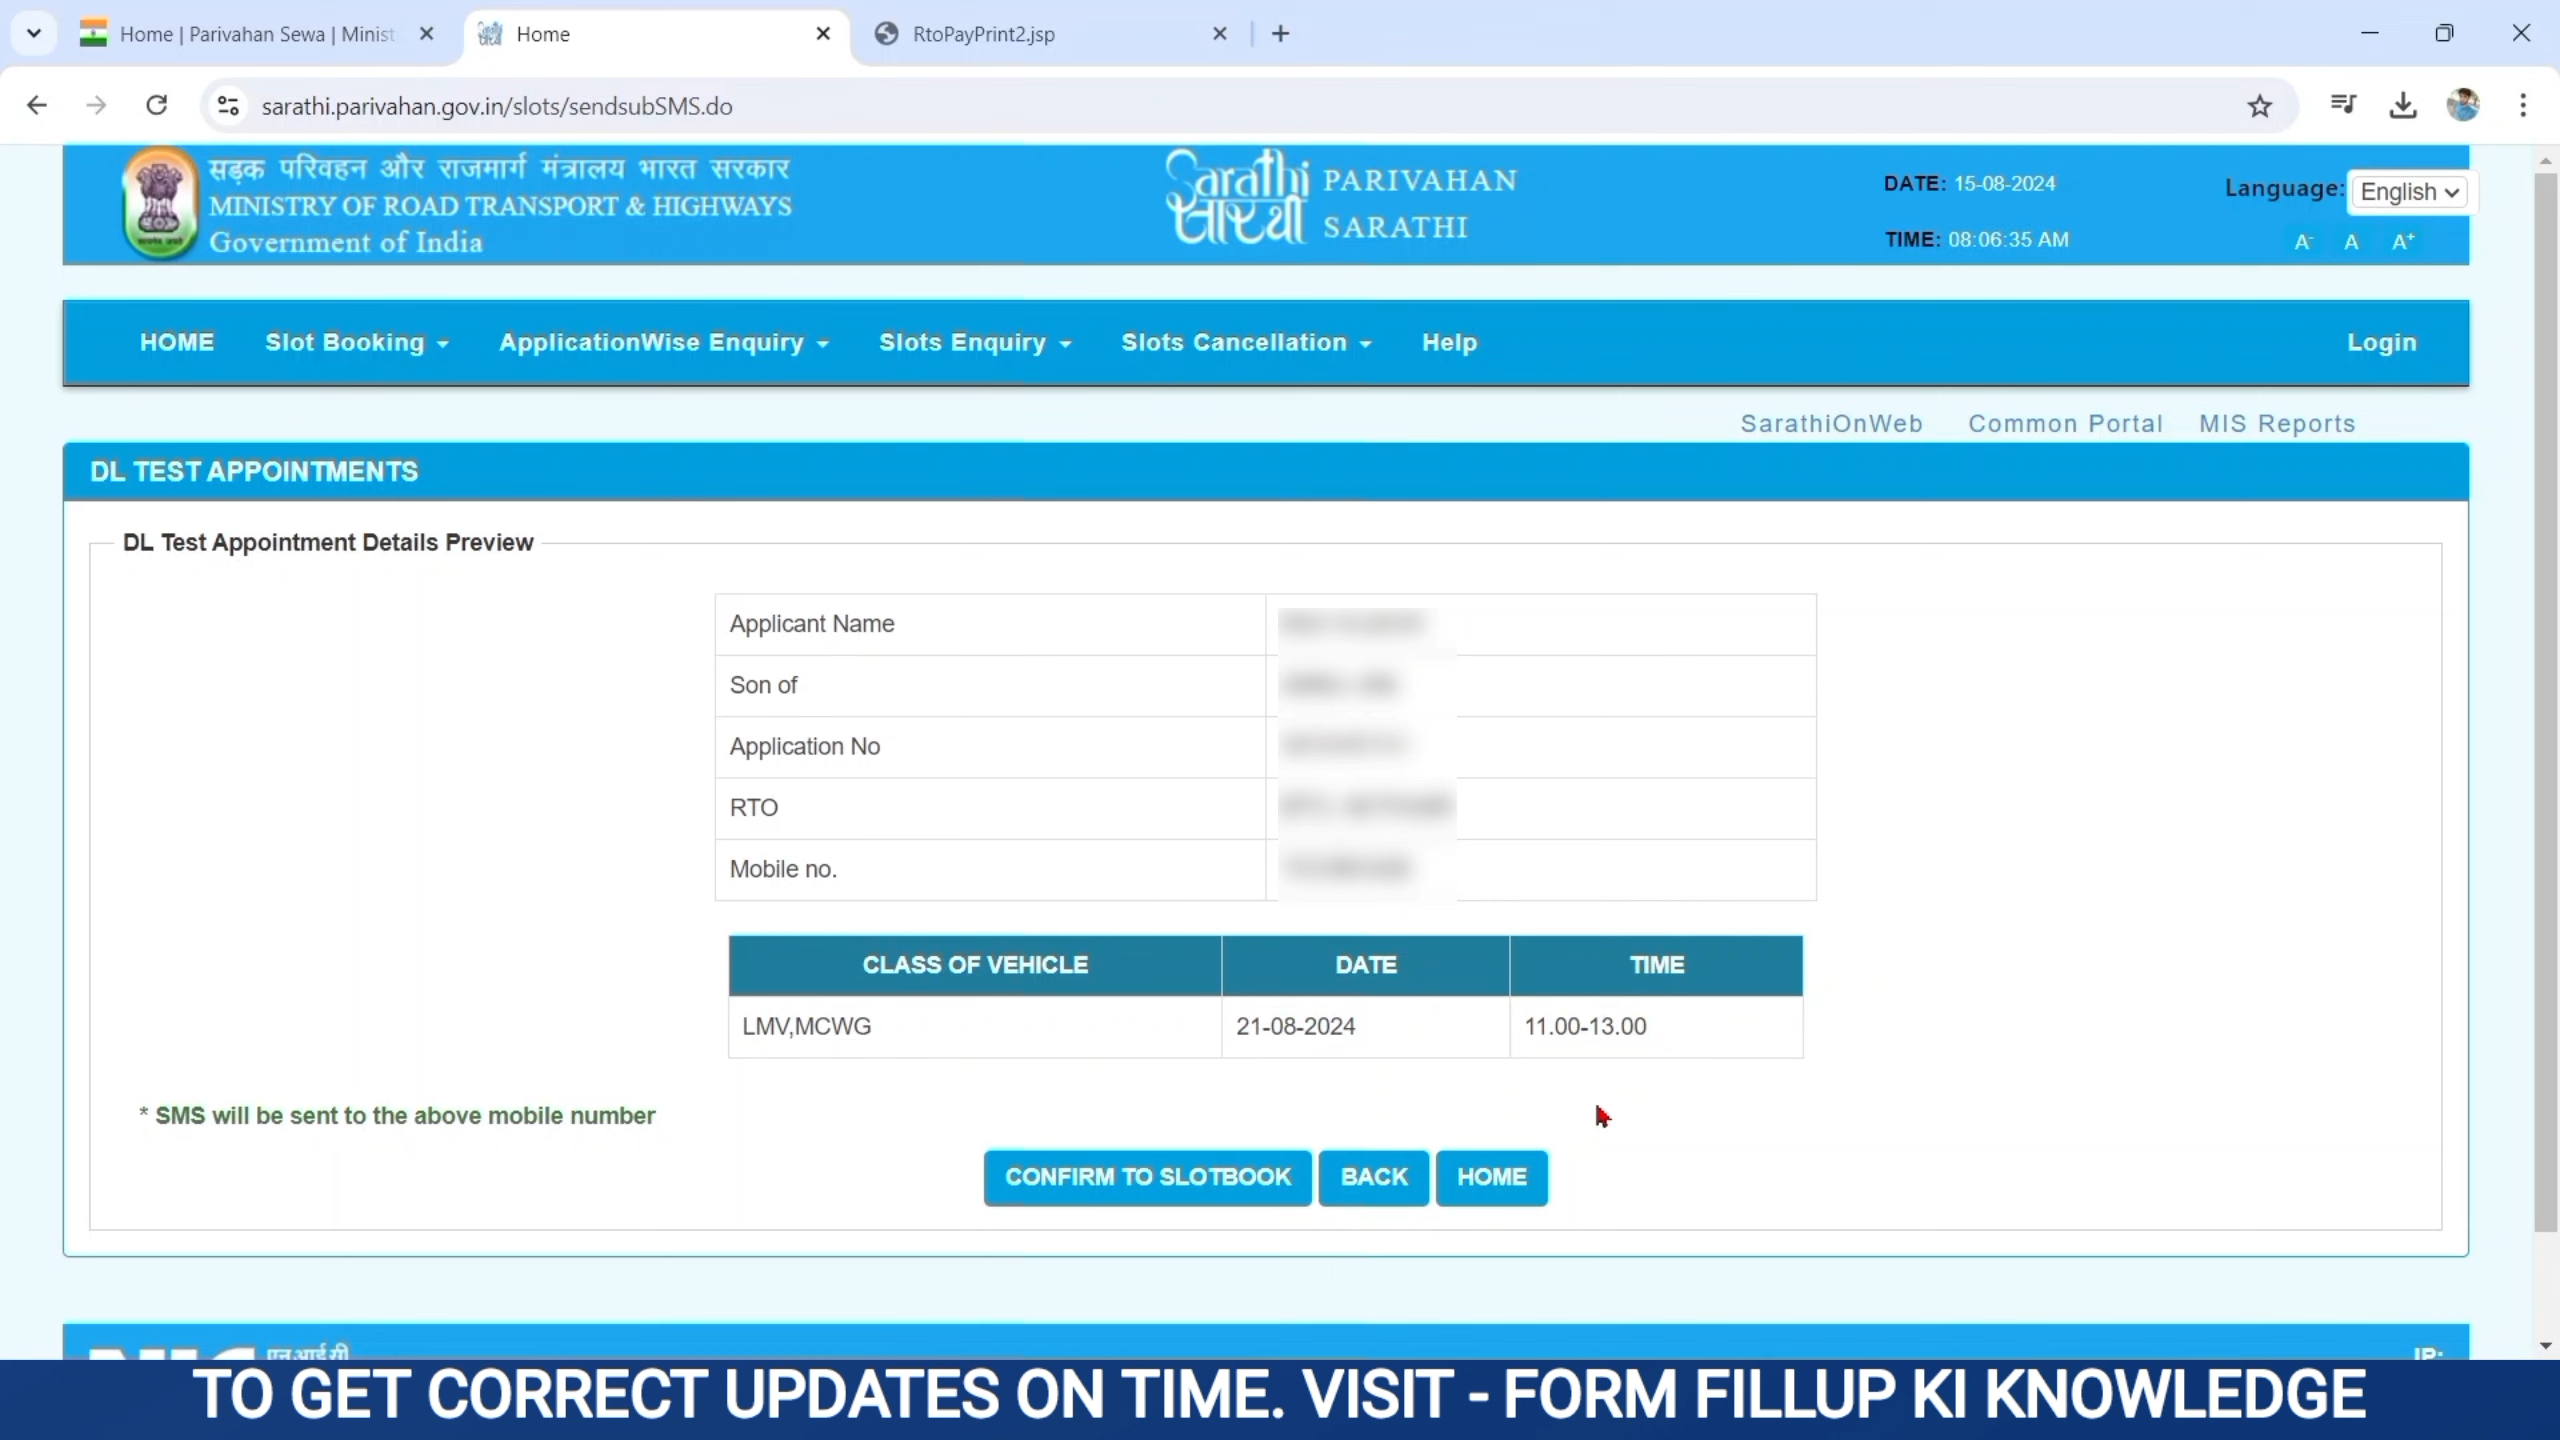 Home | Parivahan Sewa | Minist
Home
RtoPayPrint2.jsp
sarathi.parivahan.gov.in/slots/sendsubSMS.do
सड़क परिवहन और राजमार्ग मंत्रालय भारत सरकार
MINISTRY OF ROAD TRANSPORT & HIGHWAYS
Government of India
Sarathi
सारथी
PARIVAHAN
SARATHI
DATE: 15-08-2024
TIME: 08:06:35 AM
Language: English
A- A A+
HOME Slot Booking ApplicationWise Enquiry Slots Enquiry Slots Cancellation Help Login
SarathiOnWeb Common Portal MIS Reports
DL TEST APPOINTMENTS
DL Test Appointment Details Preview
Applicant Name
Son of
Application No
RTO
Mobile no.
CLASS OF VEHICLE DATE TIME
LMV,MCWG 21-08-2024 11.00-13.00
* SMS will be sent to the above mobile number
CONFIRM TO SLOTBOOK BACK HOME
एन आई सी
IP:
TO GET CORRECT UPDATES ON TIME. VISIT - FORM FILLUP KI KNOWLEDGE